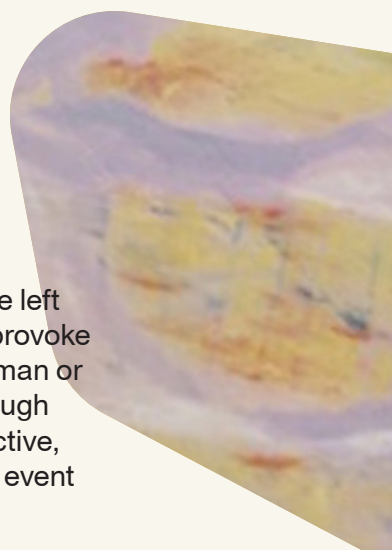 e left
provoke
man or
ugh
ctive,
event